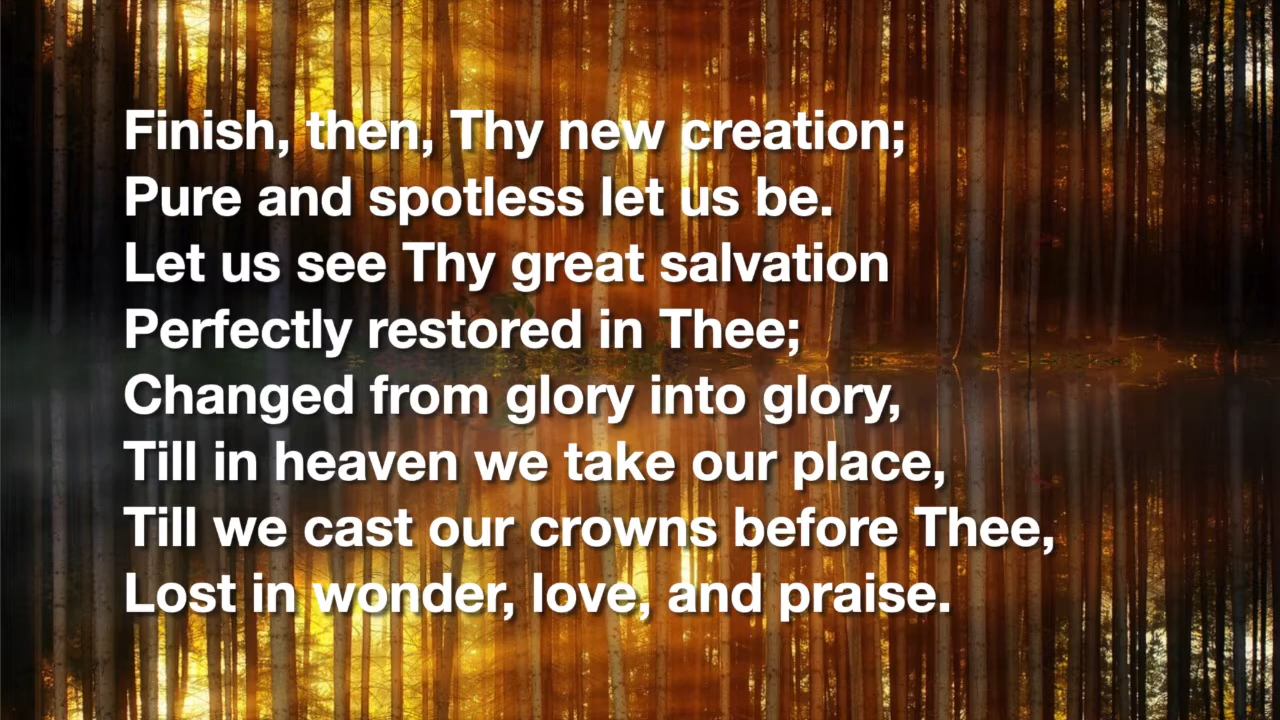 Finish, then, Thy new creation;
Pure and spotless let us be.
Let us see Thy great salvation
Perfectly restored in Thee;
Changed from glory into glory,
Till in heaven we take our place,
Till we cast our crowns before Thee,
Lost in wonder, love, and praise.